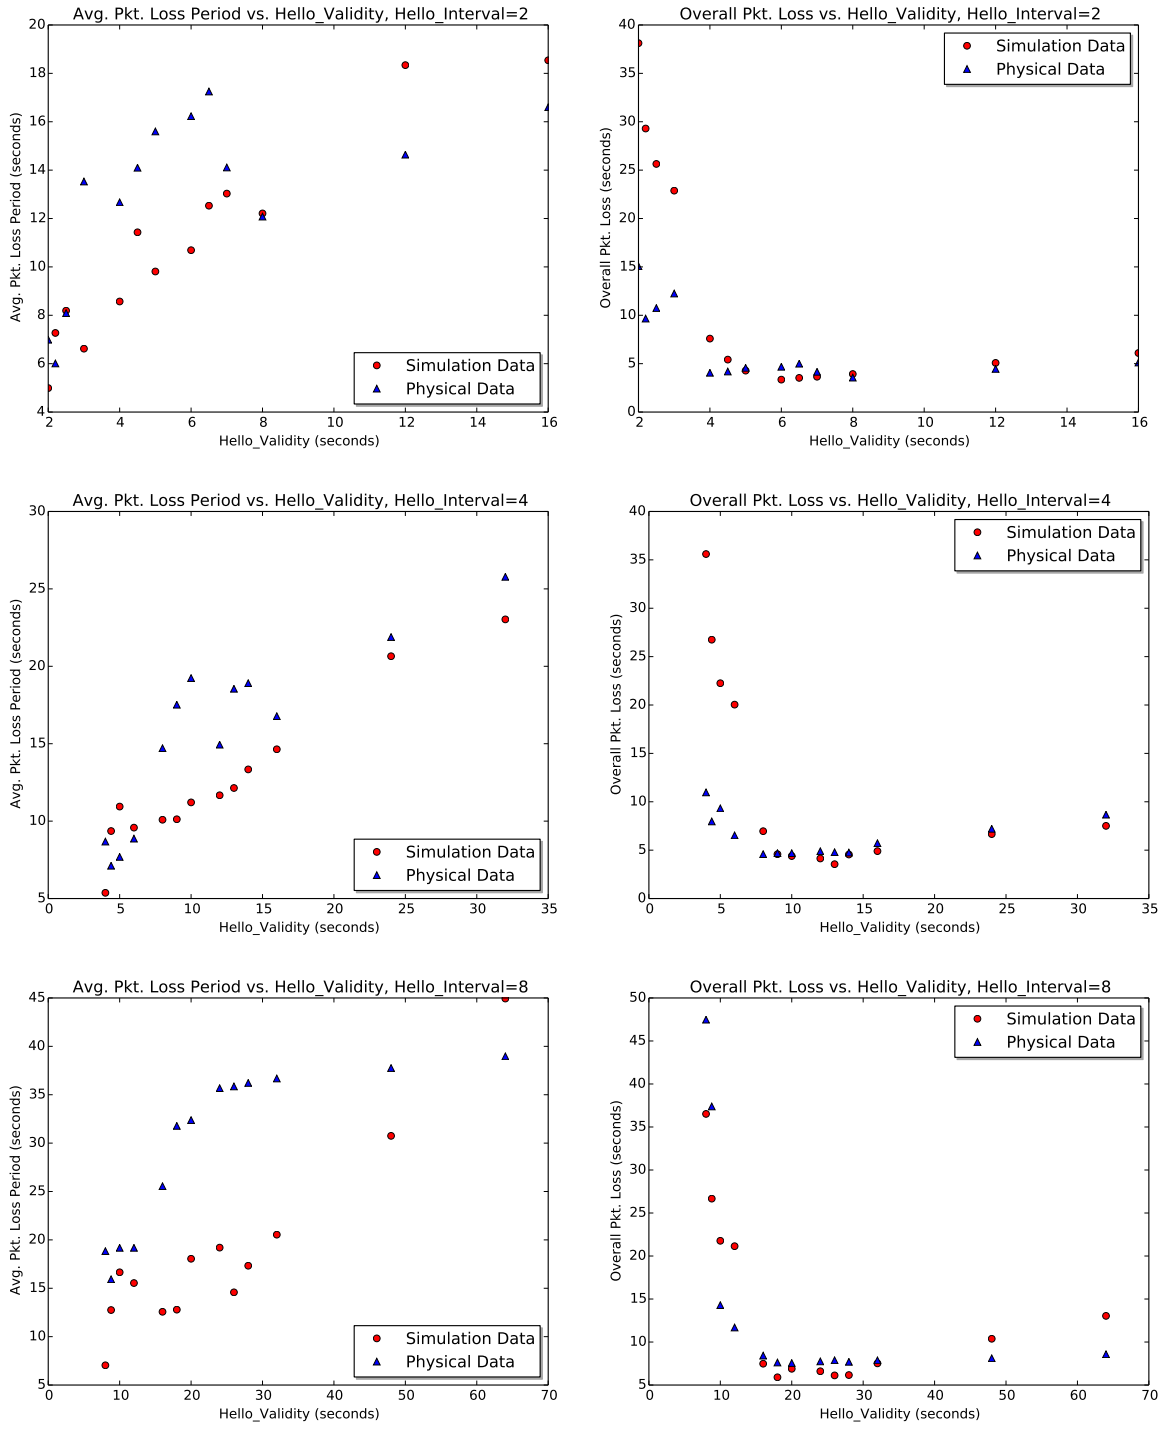 Avg. Pkt. Loss Period vs. Hello_Validity, Hello_Interval=2
20
18
16
14
12
10
8
6
4
Avg. Pkt. Loss Period (seconds)
Simulation Data
Physical Data
2 4 6 8 10 12 14 16
Hello_Validity (seconds)
Overall Pkt. Loss vs. Hello_Validity, Hello_Interval=2
40
35
30
25
20
15
10
5
0
Overall Pkt. Loss (seconds)
Simulation Data
Physical Data
2 4 6 8 10 12 14 16
Hello_Validity (seconds)
Avg. Pkt. Loss Period vs. Hello_Validity, Hello_Interval=4
30
25
20
15
10
5
Avg. Pkt. Loss Period (seconds)
Simulation Data
Physical Data
0 5 10 15 20 25 30 35
Hello_Validity (seconds)
Overall Pkt. Loss vs. Hello_Validity, Hello_Interval=4
40
35
30
25
20
15
10
5
0
Overall Pkt. Loss (seconds)
Simulation Data
Physical Data
0 5 10 15 20 25 30 35
Hello_Validity (seconds)
Avg. Pkt. Loss Period vs. Hello_Validity, Hello_Interval=8
45
40
35
30
25
20
15
10
5
Avg. Pkt. Loss Period (seconds)
Simulation Data
Physical Data
0 10 20 30 40 50 60 70
Hello_Validity (seconds)
Overall Pkt. Loss vs. Hello_Validity, Hello_Interval=8
50
45
40
35
30
25
20
15
10
5
Overall Pkt. Loss (seconds)
Simulation Data
Physical Data
0 10 20 30 40 50 60 70
Hello_Validity (seconds)